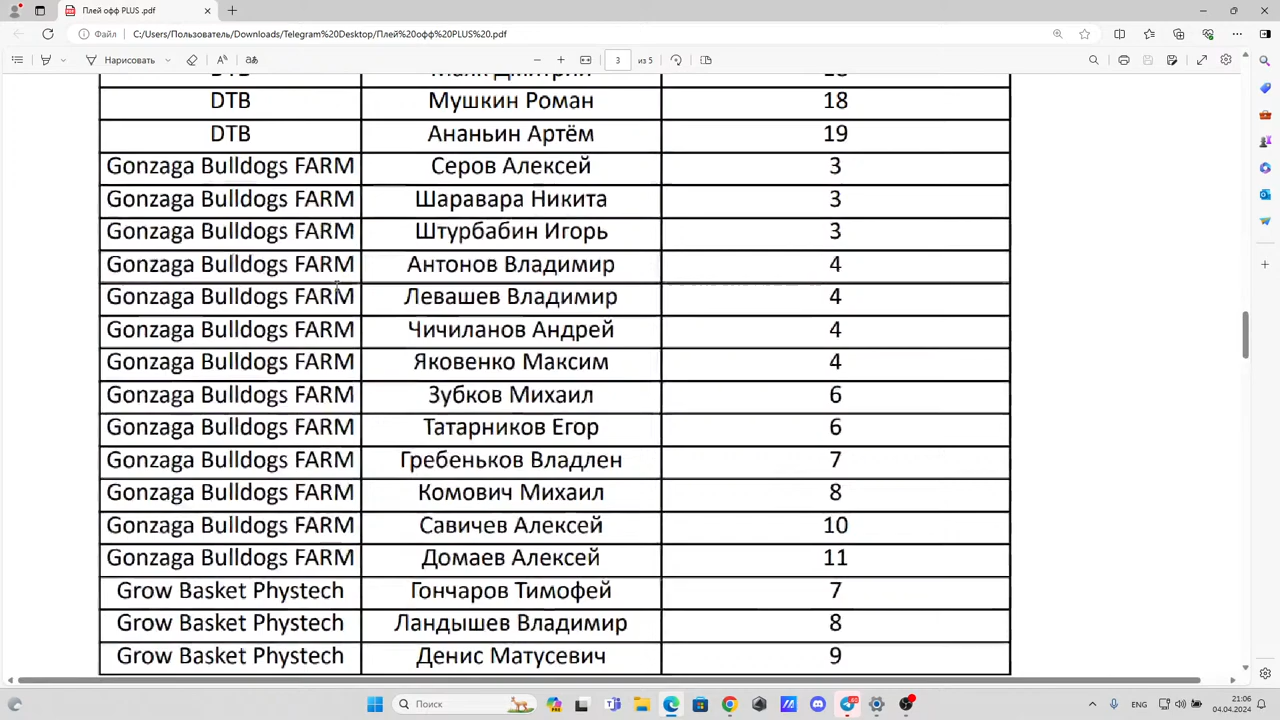 Плей офф PLUS .pdf
Файл C:/Users/Пользователь/Downloads/Telegram%20Desktop/Плей%20офф%20PLUS%20.pdf
Нарисовать 3 из 5
DTB Маяк Дмитрий
DTB Мушкин Роман 18
DTB Ананьин Артём 19
Gonzaga Bulldogs FARM Серов Алексей 3
Gonzaga Bulldogs FARM Шаравара Никита 3
Gonzaga Bulldogs FARM Штурбабин Игорь 3
Gonzaga Bulldogs FARM Антонов Владимир 4
Gonzaga Bulldogs FARM Левашев Владимир 4
Gonzaga Bulldogs FARM Чичиланов Андрей 4
Gonzaga Bulldogs FARM Яковенко Максим 4
Gonzaga Bulldogs FARM Зубков Михаил 6
Gonzaga Bulldogs FARM Татарников Егор 6
Gonzaga Bulldogs FARM Гребеньков Владлен 7
Gonzaga Bulldogs FARM Комович Михаил 8
Gonzaga Bulldogs FARM Савичев Алексей 10
Gonzaga Bulldogs FARM Домаев Алексей 11
Grow Basket Phystech Гончаров Тимофей 7
Grow Basket Phystech Ландышев Владимир 8
Grow Basket Phystech Денис Матусевич 9
Поиск
21:06
04.04.2024